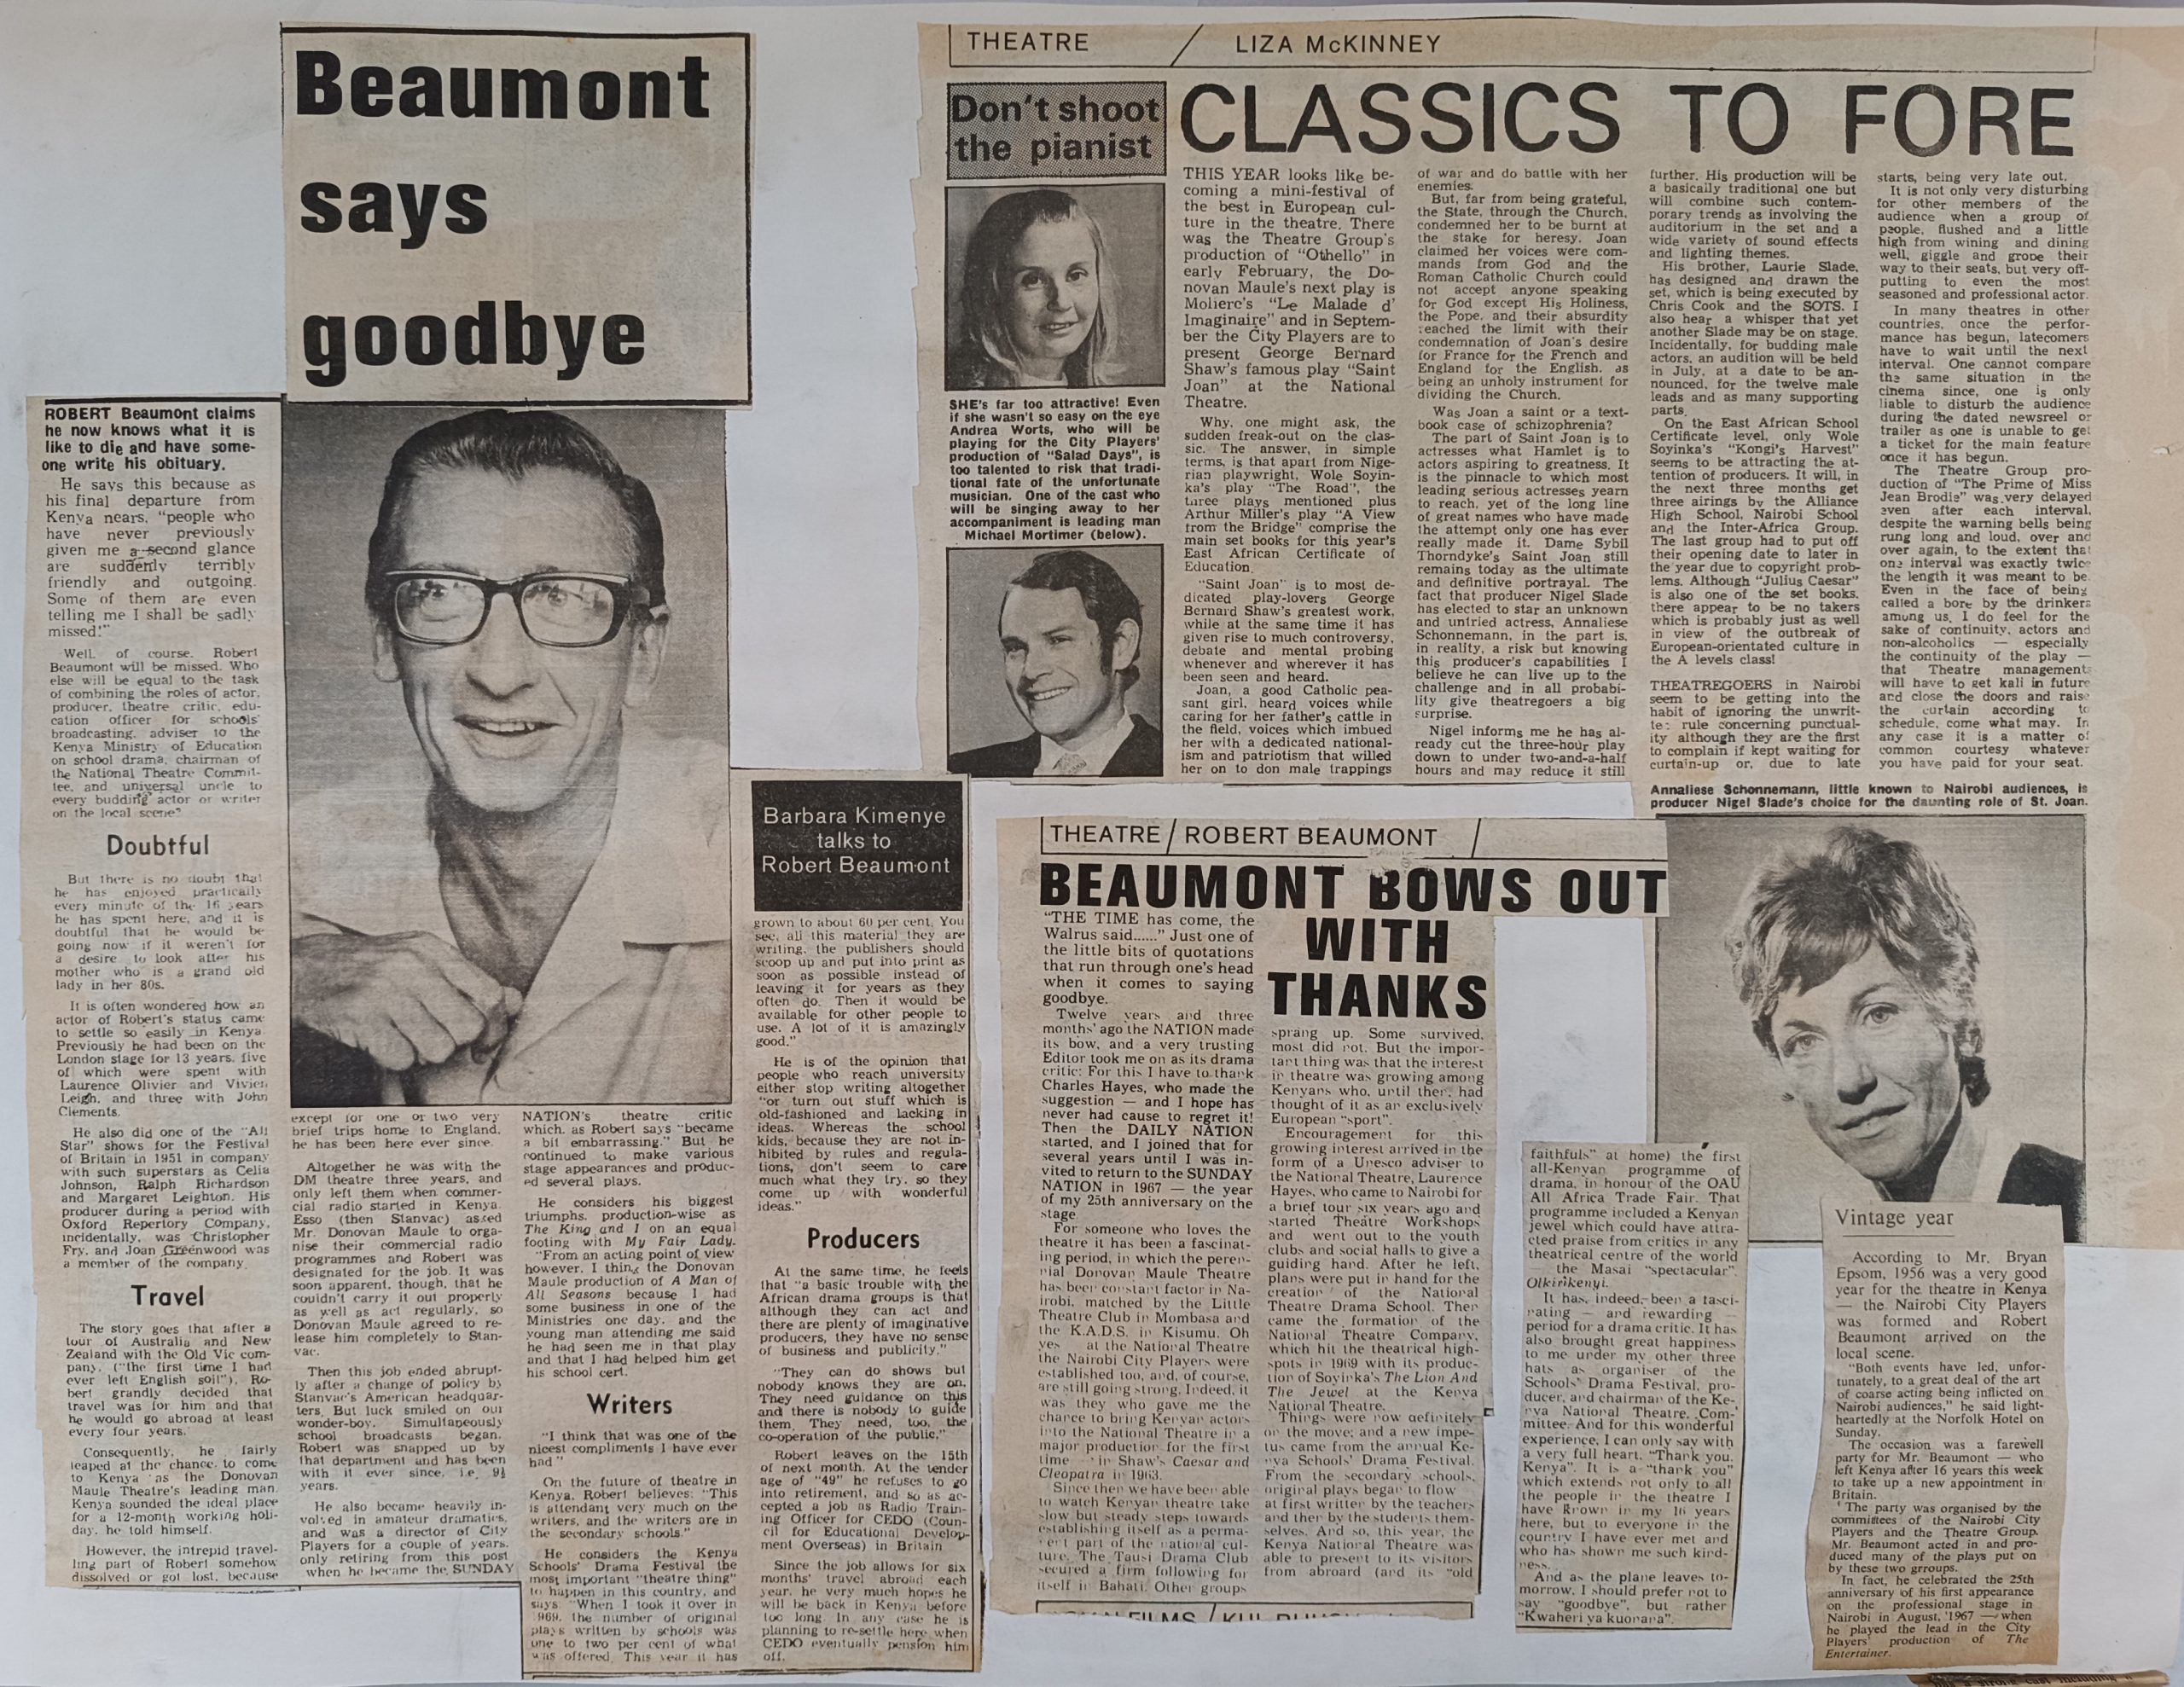 Beaumont
says
goodbye
ROBERT Beaumont claims
he now knows what it is
like to die and have some-
one write his obituary.
He says this because as
his final departure from
Kenya nears, "people who
have never previously
given me a second glance
are suddenly terribly
friendly and outgoing.
Some of them are even
telling me I shall be sadly
missed!"
Well, of course, Robert
Beaumont will be missed. Who
else will be equal to the task
of combining the roles of actor,
producer, theatre critic, edu-
cation officer for schools'
broadcasting, adviser to the
Kenya Ministry of Education
on school drama, chairman of
the National Theatre Commit-
tee, and universal uncle to
every budding actor or writer
on the local scene?
Doubtful
But there is no doubt that
he has enjoyed practically
every minute of the 16 years
he has spent here, and it is
doubtful that he would be
going now if it weren't for
a desire to look after his
mother who is a grand old
lady in her 80s.
It is often wondered how an
actor of Robert's status came
to settle so easily in Kenya.
Previously he had been on the
London stage for 13 years, five
of which were spent with
Laurence Olivier and Vivien
Leigh, and three with John
Clements.
He also did one of the "All
Star" shows for the Festival
of Britain in 1951 in company
with such superstars as Celia
Johnson, Ralph Richardson
and Margaret Leighton. His
producer during a period with
Oxford Repertory Company,
incidentally, was Christopher
Fry, and Joan Greenwood was
a member of the company.
Travel
The story goes that after a
tour of Australia and New
Zealand with the Old Vic com-
pany, ("the first time I had
ever left English soil"), Ro-
bert grandly decided that
travel was for him and that
he would go abroad at least
every four years.
Consequently, he fairly
leaped at the chance to come
to Kenya as the Donovan
Maule Theatre's leading man.
Kenya sounded the ideal place
for a 12-month working holi-
day, he told himself.
However, the intrepid travel-
ling part of Robert somehow
dissolved or got lost, because
except for one or two very
brief trips home to England,
he has been here ever since.
Altogether he was with the
DM theatre three years, and
only left them when commer-
cial radio started in Kenya.
Esso (then Stanvac) asked
Mr. Donovan Maule to orga-
nise their commercial radio
programmes and Robert was
designated for the job. It was
soon apparent, though, that he
couldn't carry it out properly
as well as act regularly, so
Donovan Maule agreed to re-
lease him completely to Stan-
vac.
Then this job ended abrupt-
ly after a change of policy by
Stanvac's American headquar-
ters. But luck smiled on our
wonder-boy. Simultaneously
school broadcasts began,
Robert was snapped up by
that department and has been
with it ever since, i.e. 9½
years.
He also became heavily in-
volved in amateur dramatics,
and was a director of City
Players for a couple of years,
only retiring from this post
when he became the SUNDAY
NATION's theatre critic
which, as Robert says "became
a bit embarrassing." But he
continued to make various
stage appearances and produc-
ed several plays.
He considers his biggest
triumphs, production-wise as
The King and I on an equal
footing with My Fair Lady.
"From an acting point of view
however, I think the Donovan
Maule production of A Man of
All Seasons because I had
some business in one of the
Ministries one day, and the
young man attending me said
he had seen me in that play
and that I had helped him get
his school cert.
Writers
"I think that was one of the
nicest compliments I have ever
had"
On the future of theatre in
Kenya, Robert believes: "This
is attendant very much on the
writers, and the writers are in
the secondary schools."
He considers the Kenya
Schools' Drama Festival the
most important "theatre thing"
to happen in this country, and
says "When I took it over in
1969, the number of original
plays written by schools was
one to two per cent of what
was offered. This year it has
Barbara Kimenye
talks to
Robert Beaumont
grown to about 60 per cent. You
see, all this material they are
writing, the publishers should
scoop up and put into print as
soon as possible instead of
leaving it for years as they
often do. Then it would be
available for other people to
use. A lot of it is amazingly
good."
He is of the opinion that
people who reach university
either stop writing altogether
"or turn out stuff which is
old-fashioned and lacking in
ideas. Whereas the school
kids, because they are not in-
hibited by rules and regula-
tions, don't seem to care
much what they try, so they
come up with wonderful
ideas."
Producers
At the same time, he feels
that "a basic trouble with the
African drama groups is that
although they can act and
there are plenty of imaginative
producers, they have no sense
of business and publicity."
"They can do shows but
nobody knows they are on.
They need guidance on this
and there is nobody to guide
them. They need, too, the
co-operation of the public."
Robert leaves on the 15th
of next month. At the tender
age of "49" he refuses to go
into retirement, and so as ac-
cepted a job as Radio Train-
ing Officer for CEDO (Coun-
cil for Educational Develop-
ment Overseas) in Britain
Since the job allows for six
months' travel abroad each
year, he very much hopes he
will be back in Kenya before
too long. In any case he is
planning to re-settle here when
CEDO eventually pension him
off.
THEATRE / LIZA McKINNEY
Don't shoot
the pianist
SHE's far too attractive! Even
if she wasn't so easy on the eye
Andrea Worts, who will be
playing for the City Players'
production of "Salad Days", is
too talented to risk that tradi-
tional fate of the unfortunate
musician. One of the cast who
will be singing away to her
accompaniment is leading man
Michael Mortimer (below).
CLASSICS TO FORE
THIS YEAR looks like be-
coming a mini-festival of
the best in European cul-
ture in the theatre. There
was the Theatre Group's
production of "Othello" in
early February, the Do-
novan Maule's next play is
Moliere's "Le Malade d'
Imaginaire" and in Septem-
ber the City Players are to
present George Bernard
Shaw's famous play "Saint
Joan" at the National
Theatre.
Why, one might ask, the
sudden freak-out on the clas-
sic. The answer, in simple
terms, is that apart from Nige-
rian playwright, Wole Soyin-
ka's play "The Road", the
three plays mentioned plus
Arthur Miller's play "A View
from the Bridge" comprise the
main set books for this year's
East African Certificate of
Education.
"Saint Joan" is to most de-
dicated play-lovers George
Bernard Shaw's greatest work,
while at the same time it has
given rise to much controversy,
debate and mental probing
whenever and wherever it has
been seen and heard.
Joan, a good Catholic pea-
sant girl, heard voices while
caring for her father's cattle in
the field, voices which imbued
her with a dedicated national-
ism and patriotism that willed
her on to don male trappings
of war and do battle with her
enemies.
But, far from being grateful,
the State, through the Church,
condemned her to be burnt at
the stake for heresy. Joan
claimed her voices were com-
mands from God and the
Roman Catholic Church could
not accept anyone speaking
for God except His Holiness,
the Pope, and their absurdity
reached the limit with their
condemnation of Joan's desire
for France for the French and
England for the English, as
being an unholy instrument for
dividing the Church.
Was Joan a saint or a text-
book case of schizophrenia?
The part of Saint Joan is to
actresses what Hamlet is to
actors aspiring to greatness. It
is the pinnacle to which most
leading serious actresses yearn
to reach, yet of the long line
of great names who have made
the attempt only one has ever
really made it. Dame Sybil
Thorndyke's Saint Joan still
remains today as the ultimate
and definitive portrayal. The
fact that producer Nigel Slade
has elected to star an unknown
and untried actress, Annaliese
Schonnemann, in the part is,
in reality, a risk but knowing
this producer's capabilities I
believe he can live up to the
challenge and in all probabi-
lity give theatregoers a big
surprise.
Nigel informs me he has al-
ready cut the three-hour play
down to under two-and-a-half
hours and may reduce it still
further. His production will be
a basically traditional one but
will combine such contem-
porary trends as involving the
auditorium in the set and a
wide variety of sound effects
and lighting themes.
His brother, Laurie Slade,
has designed and drawn the
set, which is being executed by
Chris Cook and the SOTS. I
also hear a whisper that yet
another Slade may be on stage.
Incidentally, for budding male
actors, an audition will be held
in July, at a date to be an-
nounced, for the twelve male
leads and as many supporting
parts.
On the East African School
Certificate level, only Wole
Soyinka's "Kongi's Harvest"
seems to be attracting the at-
tention of producers. It will, in
the next three months get
three airings by the Alliance
High School, Nairobi School
and the Inter-Africa Group.
The last group had to put off
their opening date to later in
the year due to copyright prob-
lems. Although "Julius Caesar"
is also one of the set books,
there appear to be no takers
which is probably just as well
in view of the outbreak of
European-orientated culture in
the A levels class!
THEATREGOERS in Nairobi
seem to be getting into the
habit of ignoring the unwrit-
te: rule concerning punctual-
ity although they are the first
to complain if kept waiting for
curtain-up or, due to late
starts, being very late out.
It is not only very disturbing
for other members of the
audience when a group of
people, flushed and a little
high from wining and dining
well, giggle and grope their
way to their seats, but very off-
putting to even the most
seasoned and professional actor.
In many theatres in other
countries, once the perfor-
mance has begun, latecomers
have to wait until the next
interval. One cannot compare
the same situation in the
cinema since, one is only
liable to disturb the audience
during the dated newsreel or
trailer as one is unable to get
a ticket for the main feature
once it has begun.
The Theatre Group pro-
duction of "The Prime of Miss
Jean Brodie" was very delayed
even after each interval,
despite the warning bells being
rung long and loud, over and
over again, to the extent that
one interval was exactly twice
the length it was meant to be.
Even in the face of being
called a bore by the drinkers
among us, I do feel for the
sake of continuity, actors and
non-alcoholics — especially
the continuity of the play —
that Theatre managements
will have to get kali in future
and close the doors and raise
the curtain according to
schedule, come what may. In
any case it is a matter of
common courtesy whatever
you have paid for your seat.
Annaliese Schonnemann, little known to Nairobi audiences, is
producer Nigel Slade's choice for the daunting role of St. Joan.
THEATRE / ROBERT BEAUMONT /
BEAUMONT BOWS OUT
WITH
THANKS
"THE TIME has come, the
Walrus said......" Just one of
the little bits of quotations
that run through one's head
when it comes to saying
goodbye.
Twelve years and three
months' ago the NATION made
its bow, and a very trusting
Editor took me on as its drama
critic: For this I have to thank
Charles Hayes, who made the
suggestion — and I hope has
never had cause to regret it!
Then the DAILY NATION
started, and I joined that for
several years until I was in-
vited to return to the SUNDAY
NATION in 1967 — the year
of my 25th anniversary on the
stage.
For someone who loves the
theatre it has been a fascinat-
ing period, in which the peren-
nial Donovan Maule Theatre
has been constant factor in Na-
irobi, matched by the Little
Theatre Club in Mombasa and
the K.A.D.S. in Kisumu. Oh
yes at the National Theatre
the Nairobi City Players were
established too, and, of course,
are still going strong. Indeed, it
was they who gave me the
chance to bring Kenyan actors
into the National Theatre in a
major production for the first
time — in Shaw's Caesar and
Cleopatra in 1963.
Since then we have been able
to watch Kenyan theatre take
slow but steady steps towards
establishing itself as a perma-
nent part of the national cul-
ture. The Tausi Drama Club
secured a firm following for
itself in Bahati. Other groups
sprang up. Some survived,
most did not. But the impor-
tant thing was that the interest
in theatre was growing among
Kenyans who, until then, had
thought of it as an exclusively
European "sport".
Encouragement for this
growing interest arrived in the
form of a Unesco adviser to
the National Theatre, Laurence
Hayes, who came to Nairobi for
a brief tour six years ago and
started Theatre Workshops
and went out to the youth
clubs and social halls to give a
guiding hand. After he left,
plans were put in hand for the
creation of the National
Theatre Drama School. Then
came the formation of the
National Theatre Company,
which hit the theatrical high-
spots in 1969 with its produc-
tion of Soyinka's The Lion And
The Jewel at the Kenya
National Theatre.
Things were now definitely
on the move; and a new impe-
tus came from the annual Ke-
nya Schools' Drama Festival.
From the secondary schools,
original plays began to flow
at first written by the teachers
and then by the students them-
selves. And so, this year, the
Kenya National Theatre was
able to present to its visitors
from abroad (and its "old
faithfuls" at home) the first
all-Kenyan programme of
drama, in honour of the OAU
All Africa Trade Fair. That
programme included a Kenyan
jewel which could have attra-
cted praise from critics in any
theatrical centre of the world
— the Masai "spectacular",
Olkirikenyi.
It has, indeed, been a fasci-
nating — and rewarding —
period for a drama critic. It has
also brought great happiness
to me under my other three
hats as organiser of the
Schools' Drama Festival, pro-
ducer, and chairman of the Ke-
nya National Theatre, Com-
mittee. And for this wonderful
experience, I can only say with
a very full heart, "Thank you,
Kenya". It is a "thank you"
which extends not only to all
the people in the theatre I
have known in my 16 years
here, but to everyone in the
country I have ever met and
who has shown me such kind-
ness.
And as the plane leaves to-
morrow, I should prefer not to
say "goodbye", but rather
"Kwaheri ya kuonana".
Vintage year
According to Mr. Bryan
Epsom, 1956 was a very good
year for the theatre in Kenya
— the Nairobi City Players
was formed and Robert
Beaumont arrived on the
local scene.
"Both events have led, unfor-
tunately, to a great deal of the art
of coarse acting being inflicted on
Nairobi audiences," he said light-
heartedly at the Norfolk Hotel on
Sunday.
The occasion was a farewell
party for Mr. Beaumont — who
left Kenya after 16 years this week
to take up a new appointment in
Britain.
The party was organised by the
committees of the Nairobi City
Players and the Theatre Group.
Mr. Beaumont acted in and pro-
duced many of the plays put on
by these two grroups.
In fact, he celebrated the 25th
anniversary of his first appearance
on the professional stage in
Nairobi in August, 1967 — when
he played the lead in the City
Players' production of The
Entertainer.